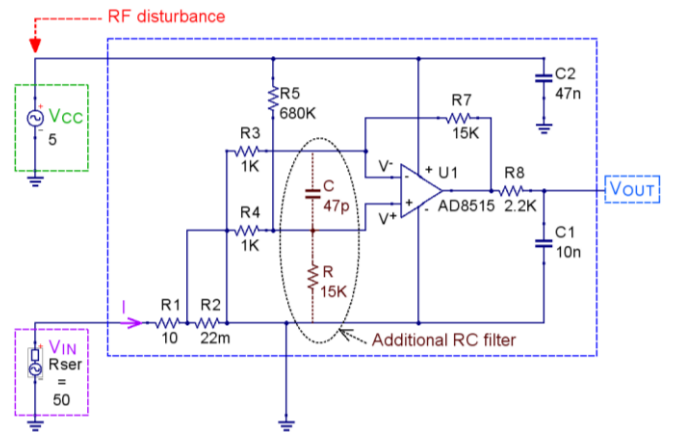 RF disturbance
C2
47n
R5
680K
R7
15K
VCC
5
R3
1K
V-
-
+
U1
R8
VOUT
C
47p
R4
1K
V+
+
-
AD8515
2.2K
C1
10n
R
15K
I
R1
R2
10
22m
Additional RC filter
VIN
Rser
=
50